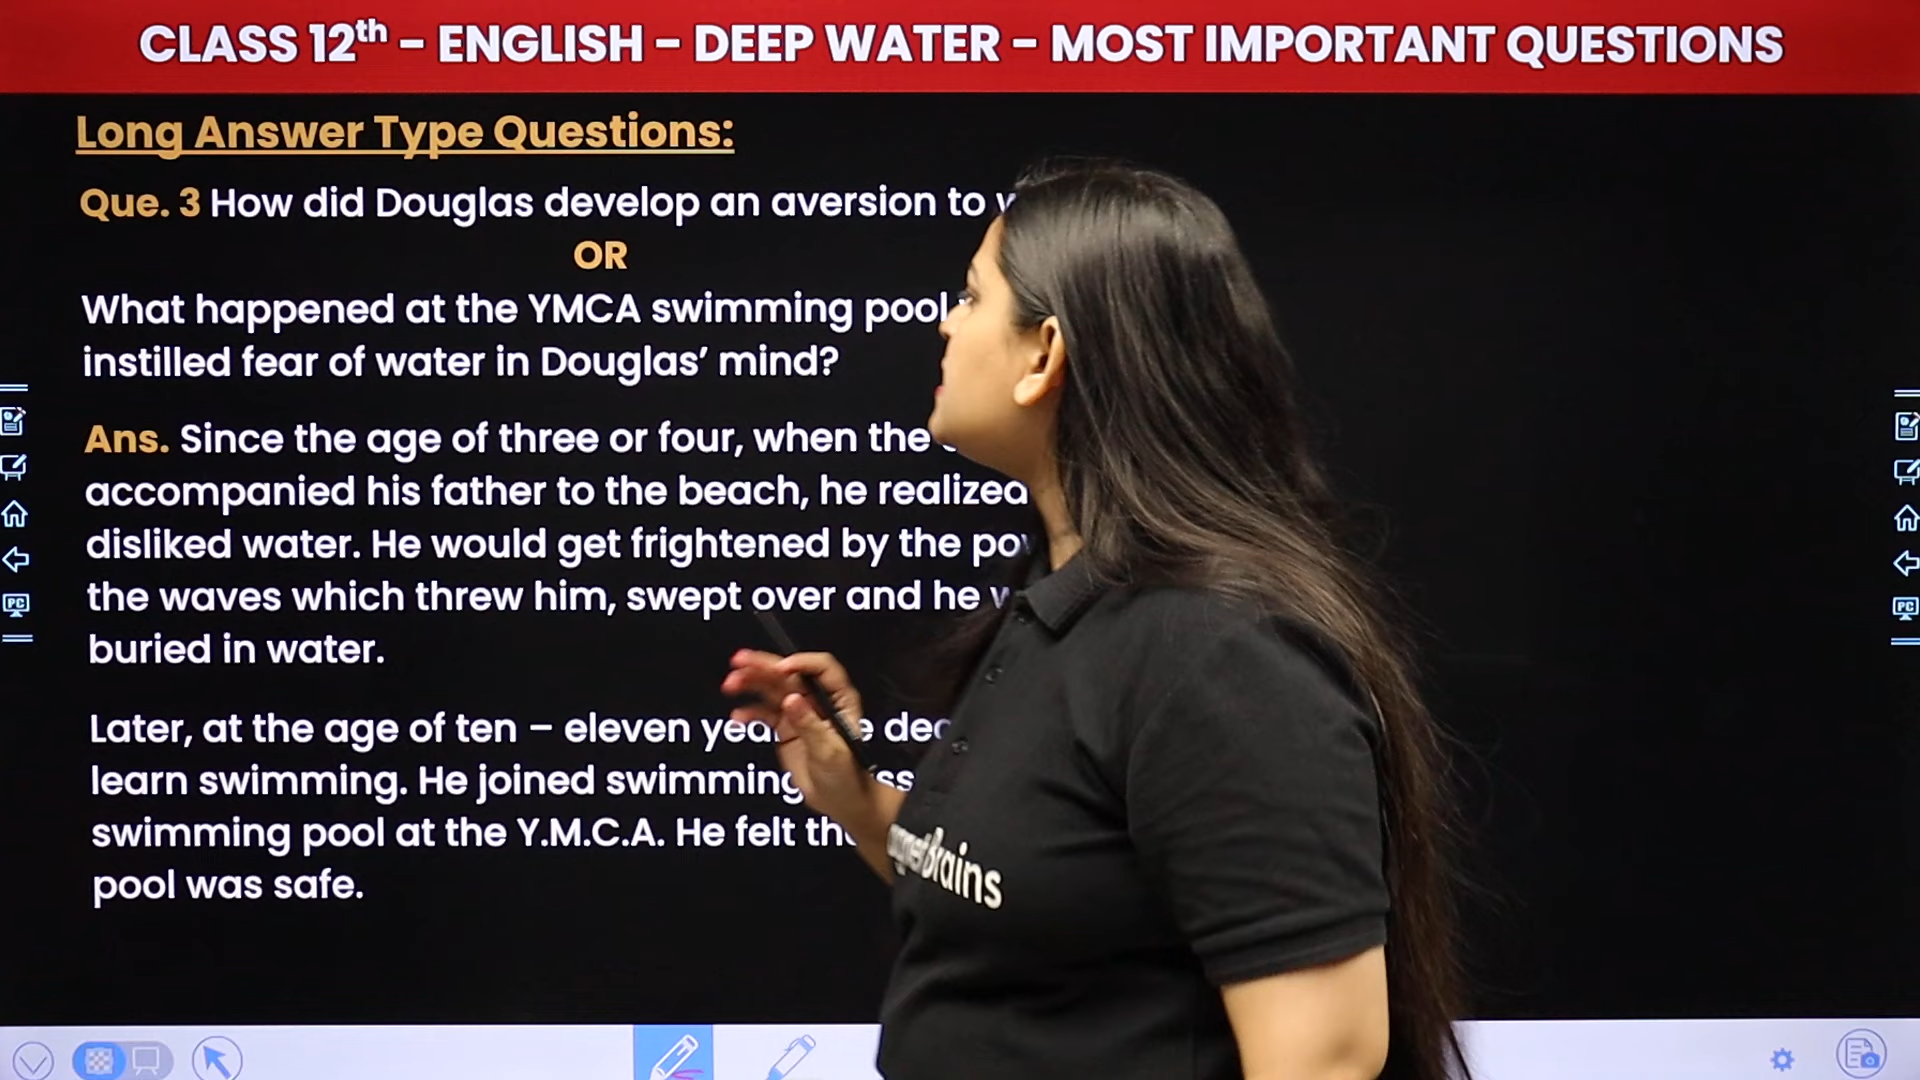 CLASS 12th – ENGLISH – DEEP WATER – MOST IMPORTANT QUESTIONS
Long Answer Type Questions:
Que. 3 How did Douglas develop an aversion to
OR
What happened at the YMCA swimming pool
instilled fear of water in Douglas’ mind?
Ans. Since the age of three or four, when the
accompanied his father to the beach, he realized
disliked water. He would get frightened by the
the waves which threw him, swept over and he
buried in water.
Later, at the age of ten – eleven
learn swimming. He joined swimming
swimming pool at the Y.M.C.A. He felt
pool was safe.
Brains
PC
PC